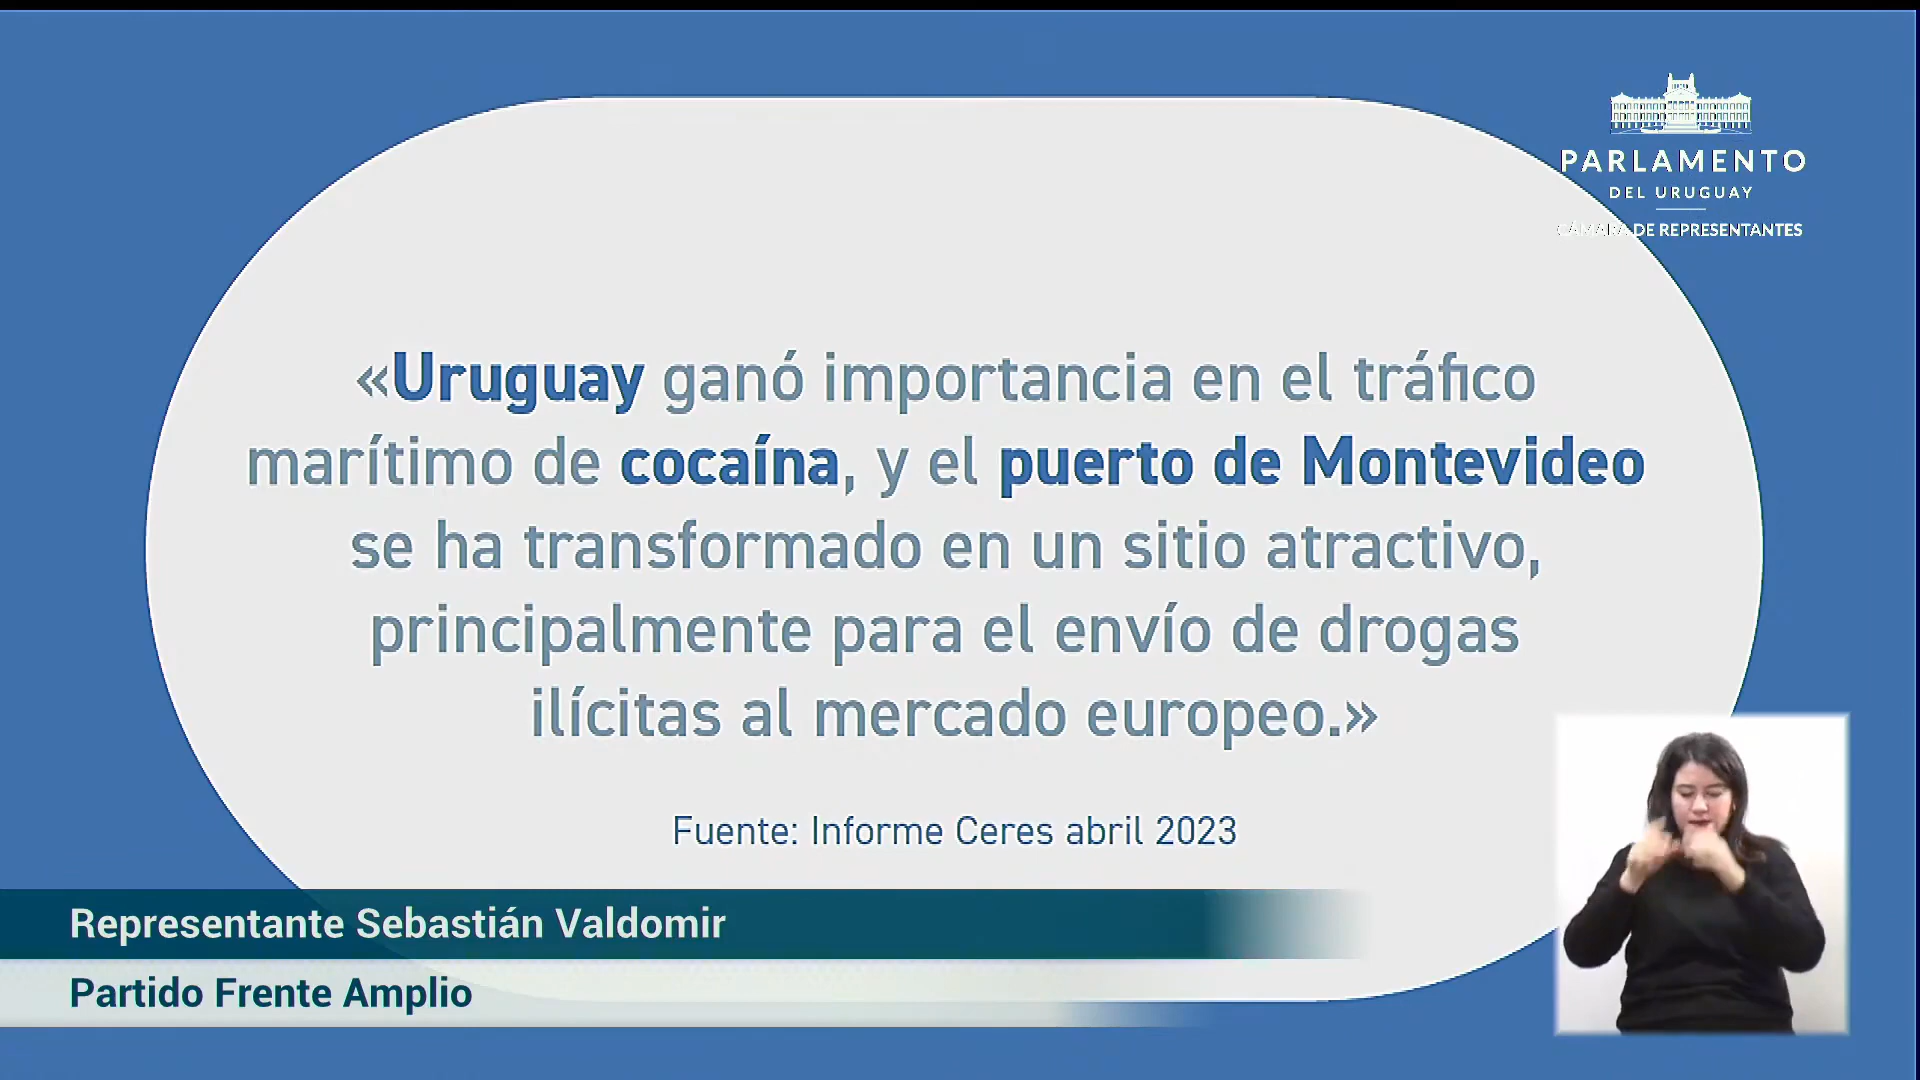 PARLAMENTO
DEL URUGUAY
CÁMARA DE REPRESENTANTES
«Uruguay ganó importancia en el tráfico
marítimo de cocaína, y el puerto de Montevideo
se ha transformado en un sitio atractivo,
principalmente para el envío de drogas
ilícitas al mercado europeo.»
Fuente: Informe Ceres abril 2023
Representante Sebastián Valdomir
Partido Frente Amplio